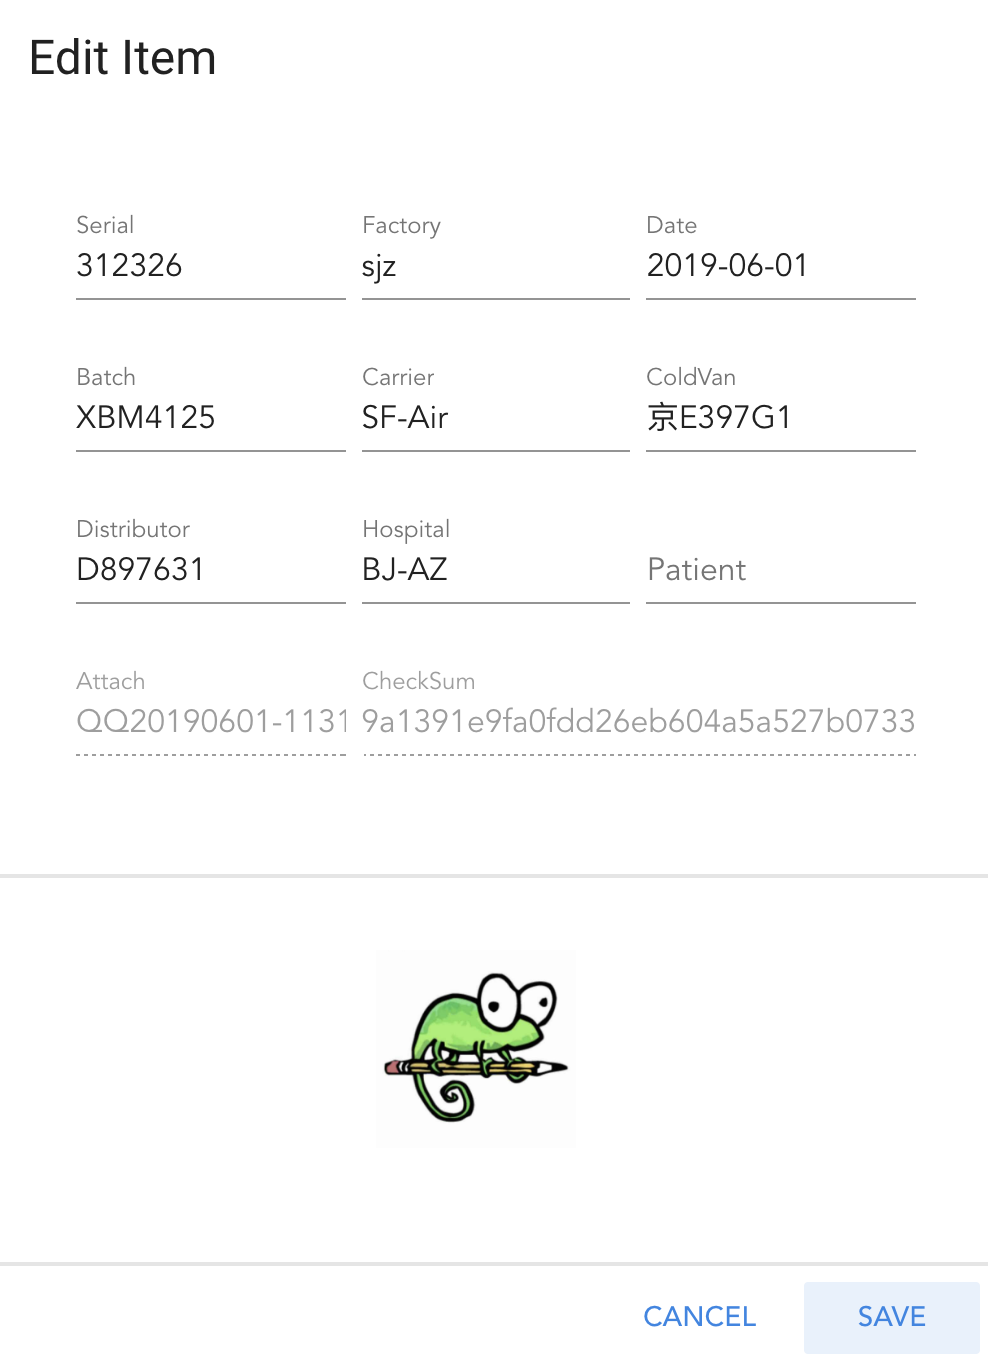 Edit Item
Serial Factory Date
312326 sjz 2019-06-01
Batch Carrier ColdVan
XBM4125 SF-Air 京E397G1
Distributor Hospital
D897631 BJ-AZ Patient
Attach CheckSum
QQ20190601-1131 9a1391e9fa0fdd26eb604a5a527b0733
CANCEL SAVE